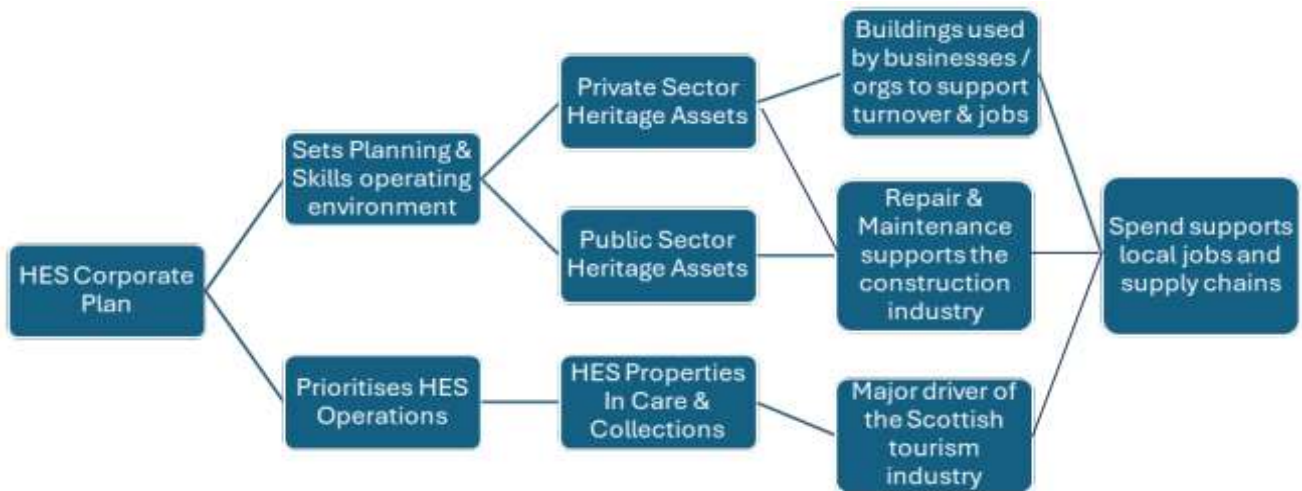 HES Corporate
Plan
Sets Planning &
Skills operating
environment
Prioritises HES
Operations
Private Sector
Heritage Assets
Public Sector
Heritage Assets
HES Properties
In Care &
Collections
Buildings used
by businesses /
orgs to support
turnover & jobs
Repair &
Maintenance
supports the
construction
industry
Major driver of
the Scottish
tourism
industry
Spend supports
local jobs and
supply chains